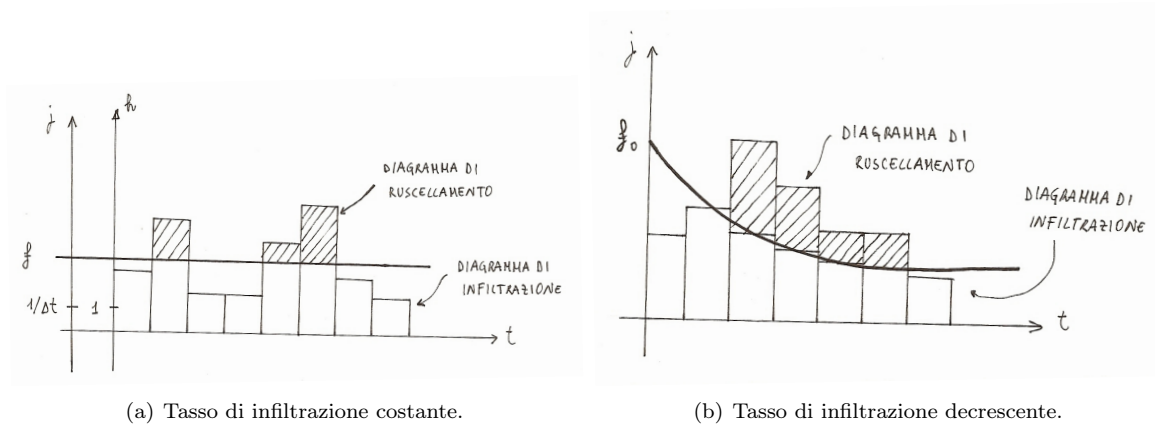 j
h
DIAGRAMMA DI
RUSCELLAMENTO
f
DIAGRAMMA DI
INFILTRAZIONE
1/Δt
1
t
(a) Tasso di infiltrazione costante.
j
f₀
DIAGRAMMA DI
RUSCELLAMENTO
DIAGRAMMA DI
INFILTRAZIONE
t
(b) Tasso di infiltrazione decrescente.